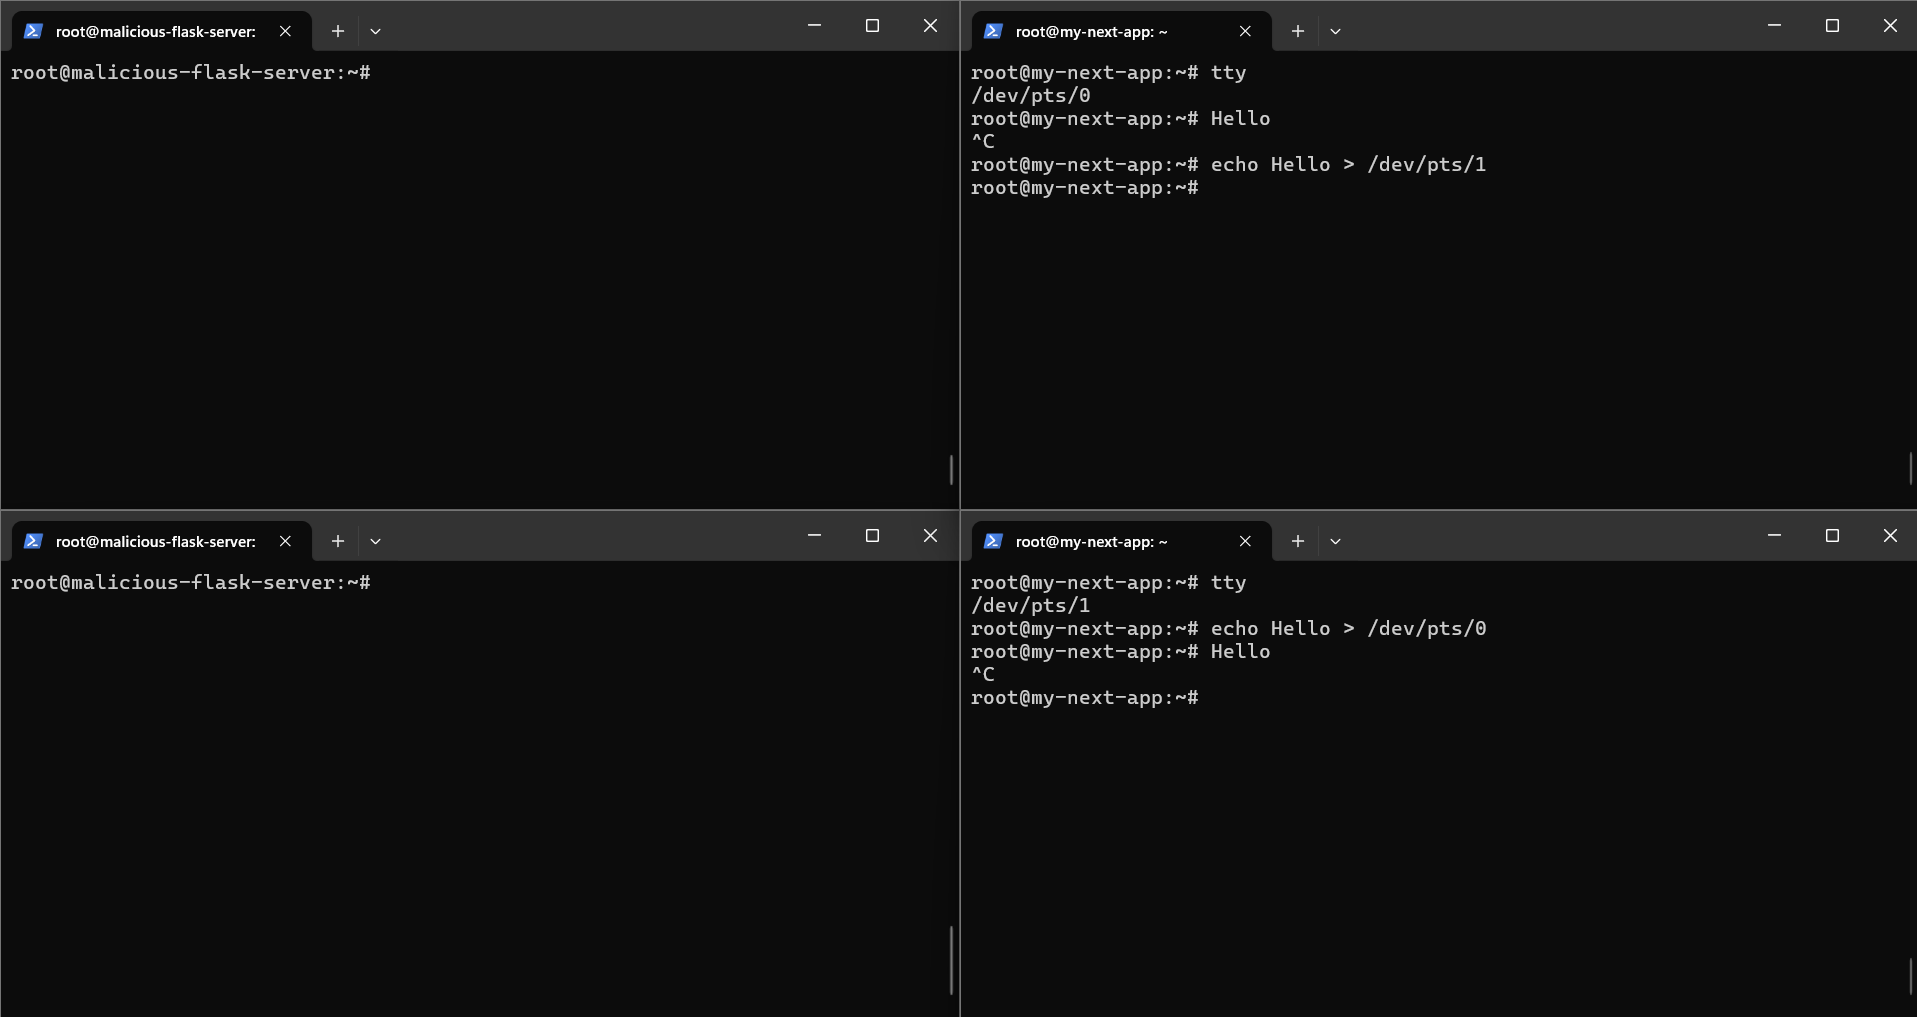 root@malicious-flask-server:
root@malicious-flask-server:~#
root@my-next-app: ~
root@my-next-app:~# tty
/dev/pts/0
root@my-next-app:~# Hello
^C
root@my-next-app:~# echo Hello > /dev/pts/1
root@my-next-app:~#
root@malicious-flask-server:
root@malicious-flask-server:~#
root@my-next-app: ~
root@my-next-app:~# tty
/dev/pts/1
root@my-next-app:~# echo Hello > /dev/pts/0
root@my-next-app:~# Hello
^C
root@my-next-app:~#